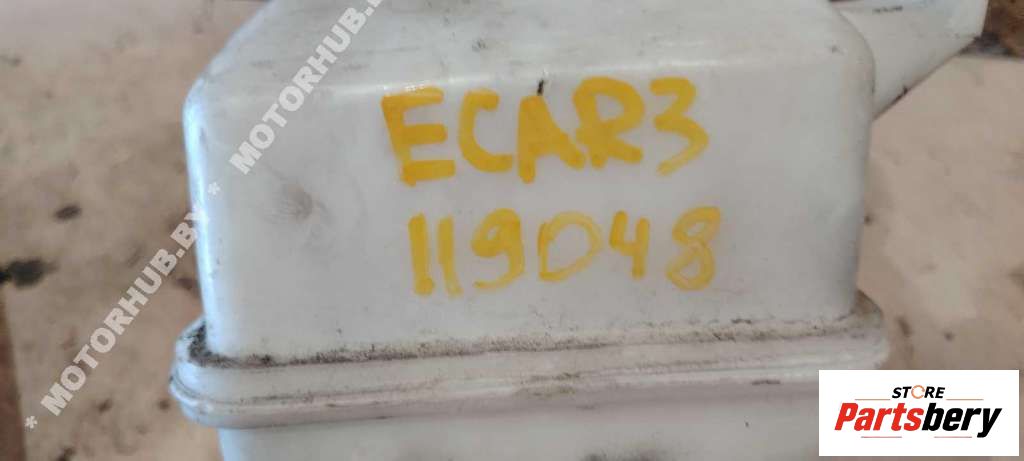 * MOTORHUB.BY * MOTORHUB.BY
ECAR3
119048
STORE
Partsbery